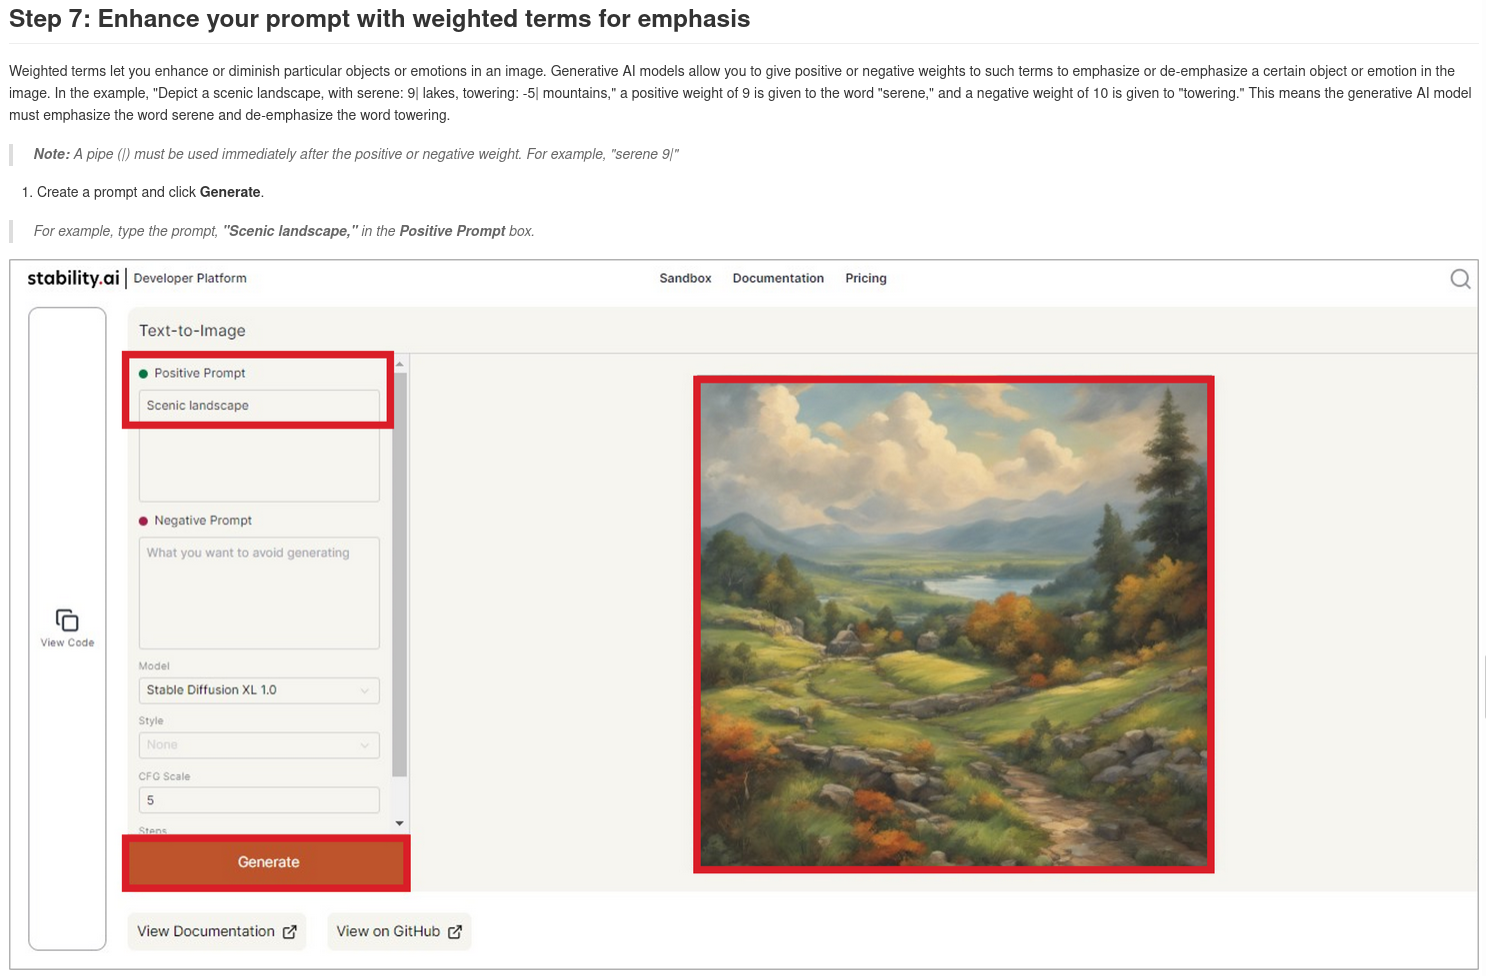 Step 7: Enhance your prompt with weighted terms for emphasis
Weighted terms let you enhance or diminish particular objects or emotions in an image. Generative AI models allow you to give positive or negative weights to such terms to emphasize or de-emphasize a certain object or emotion in the
image. In the example, "Depict a scenic landscape, with serene: 9| lakes, towering: -5| mountains," a positive weight of 9 is given to the word "serene," and a negative weight of 10 is given to "towering." This means the generative AI model
must emphasize the word serene and de-emphasize the word towering.
Note: A pipe (|) must be used immediately after the positive or negative weight. For example, "serene 9|"
1. Create a prompt and click Generate.
For example, type the prompt, "Scenic landscape," in the Positive Prompt box.
stability.ai | Developer Platform
Sandbox Documentation Pricing
Text-to-Image
Positive Prompt
Scenic landscape
Negative Prompt
What you want to avoid generating
View Code
Model
Stable Diffusion XL 1.0
Style
None
CFG Scale
5
Steps
Generate
View Documentation
View on GitHub